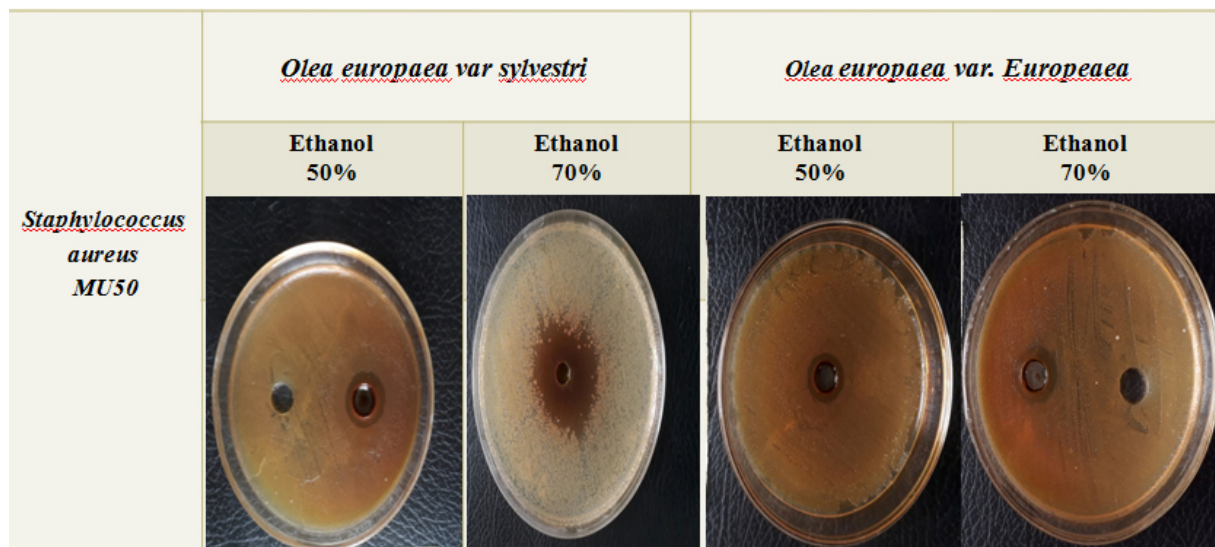 Olea europaea var sylvestri
Olea europaea var. Europeaea
Ethanol
50%
Ethanol
70%
Ethanol
50%
Ethanol
70%
Staphylococcus
aureus
MU50